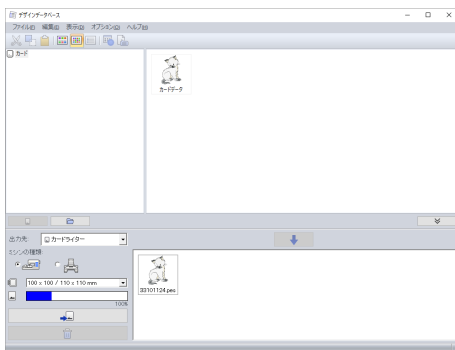 デザインデータベース
ファイル(F) 編集(E) 表示(D) オプション(O) ヘルプ(H)
カード
カードデータ
出力先: カードライター
ミシンの種類:
100 x 100 / 110 x 110 mm
100%
33101124.pes